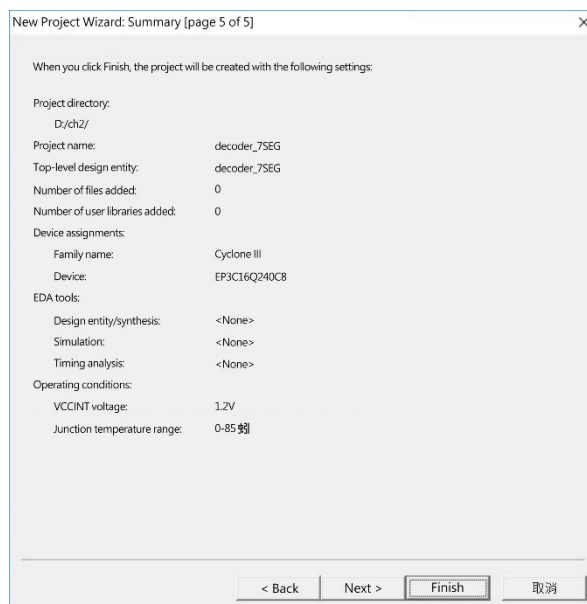 New Project Wizard: Summary [page 5 of 5]
When you click Finish, the project will be created with the following settings:
Project directory:
D:/ch2/
Project name: decoder_7SEG
Top-level design entity: decoder_7SEG
Number of files added: 0
Number of user libraries added: 0
Device assignments:
Family name: Cyclone III
Device: EP3C16Q240C8
EDA tools:
Design entity/synthesis: <None>
Simulation: <None>
Timing analysis: <None>
Operating conditions:
VCCINT voltage: 1.2V
Junction temperature range: 0-85 蚓
< Back Next > Finish 取消